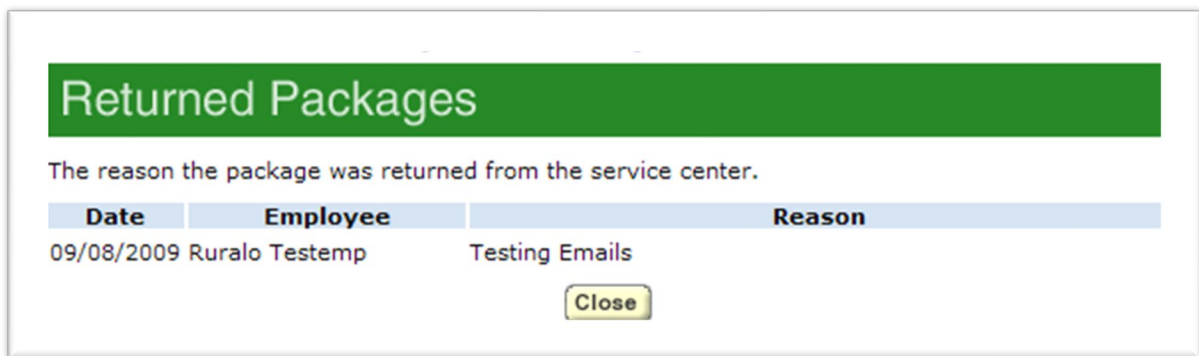 Returned Packages
The reason the package was returned from the service center.
Date Employee Reason
09/08/2009 Ruralo Testemp Testing Emails
Close